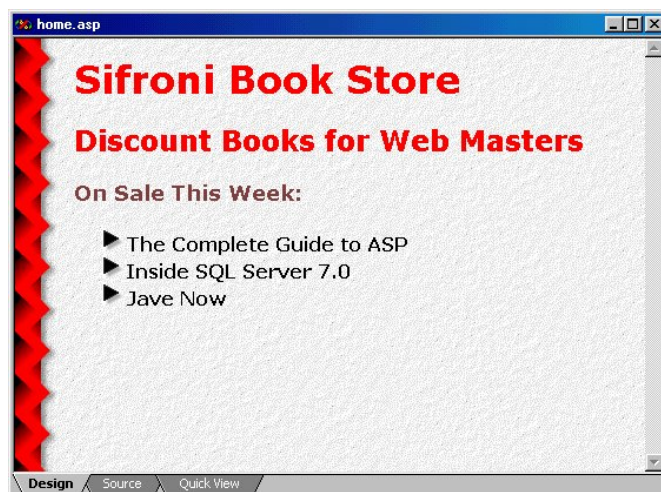 home.asp
Sifroni Book Store
Discount Books for Web Masters
On Sale This Week:
The Complete Guide to ASP
Inside SQL Server 7.0
Jave Now
Design Source Quick View